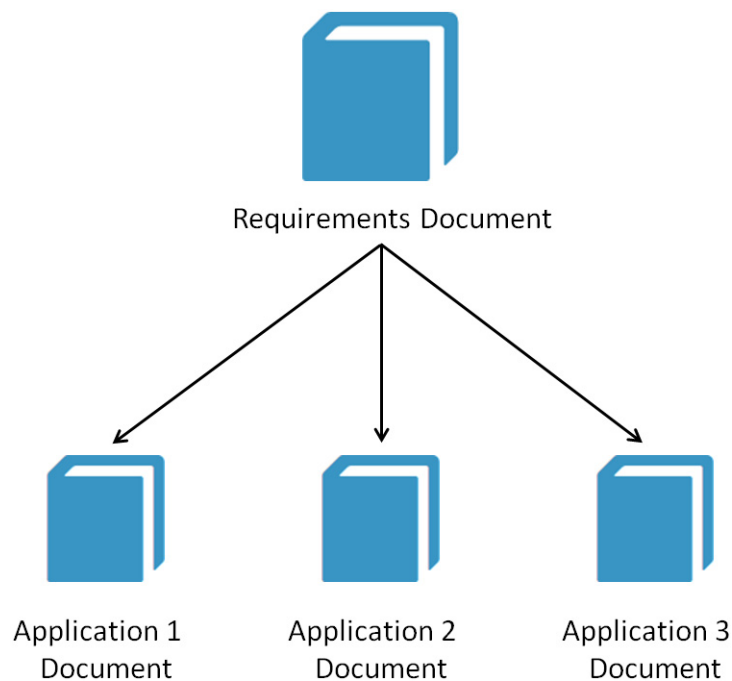 Requirements Document
Application 1
Document
Application 2
Document
Application 3
Document